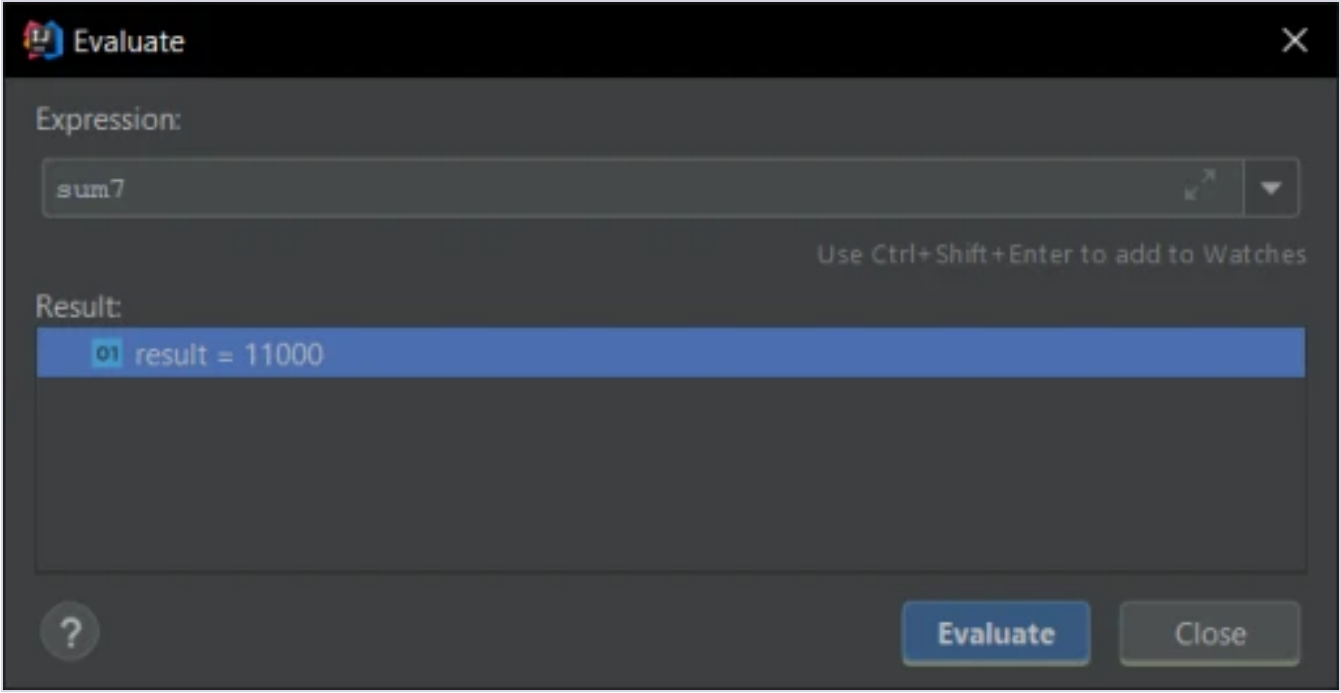 Evaluate
Expression:
sum7
Use Ctrl+Shift+Enter to add to Watches
Result:
01 result = 11000
?
Evaluate Close